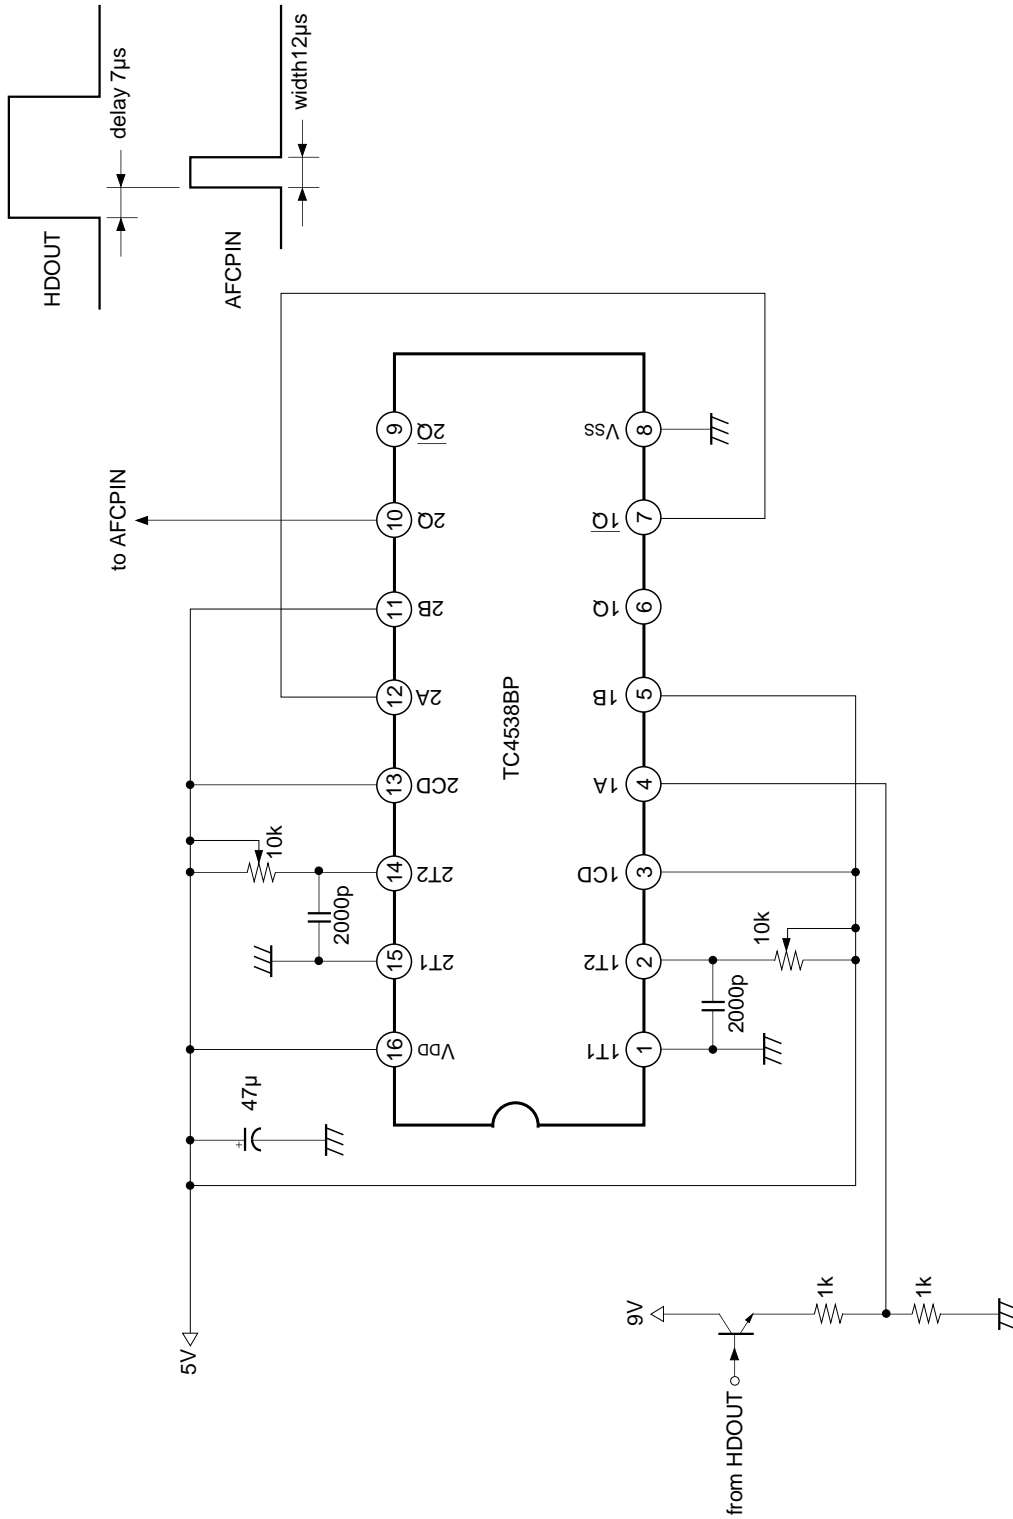 HDOUT
delay 7µs
AFCPIN
width12µs
to AFCPIN
5V
+
47µ
10k
2000p
16 15 14 13 12 11 10 9
VDD 2T1 2T2 2CD 2A 2B 2Q 2Q̅
TC4538BP
1T1 1T2 1CD 1A 1B 1Q 1Q̅ VSS
1 2 3 4 5 6 7 8
9V
from HDOUT
2000p
10k
1k
1k